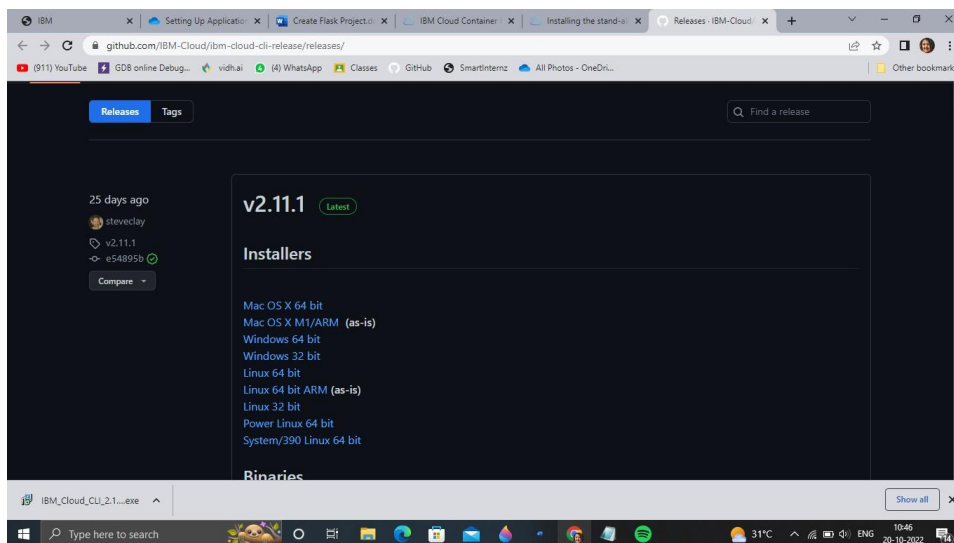 IBM
Setting Up Application
Create Flask Project.do
IBM Cloud Container
Installing the stand-al
Releases · IBM-Cloud/
github.com/IBM-Cloud/ibm-cloud-cli-release/releases/
(911) YouTube
GDB online Debug...
vidh.ai
(4) WhatsApp
Classes
GitHub
SmartInternz
All Photos - OneDri...
Other bookmark
Releases
Tags
Find a release
25 days ago
steveclay
v2.11.1
e54895b
Compare
v2.11.1
Latest
Installers
Mac OS X 64 bit
Mac OS X M1/ARM (as-is)
Windows 64 bit
Windows 32 bit
Linux 64 bit
Linux 64 bit ARM (as-is)
Linux 32 bit
Power Linux 64 bit
System/390 Linux 64 bit
Binaries
IBM_Cloud_CLI_2.1....exe
Show all
Type here to search
31°C
ENG
10:46
20-10-2022
14